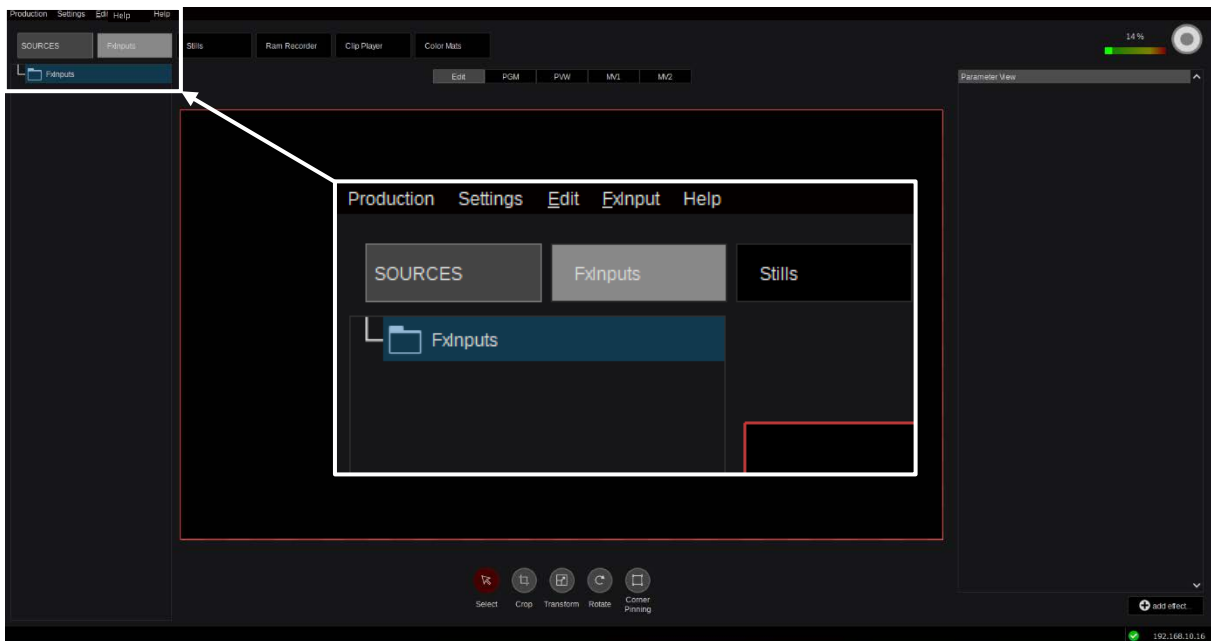 Production Settings Edi Help Help
SOURCES FxInputs Stills Ram Recorder Clip Player Color Mats
14 %
FxInputs
Edit PGM PVW MV1 MV2
Parameter View
Production Settings Edit FxInput Help
SOURCES FxInputs Stills
FxInputs
Select Crop Transform Rotate Corner Pinning
add effect...
192.168.10.16